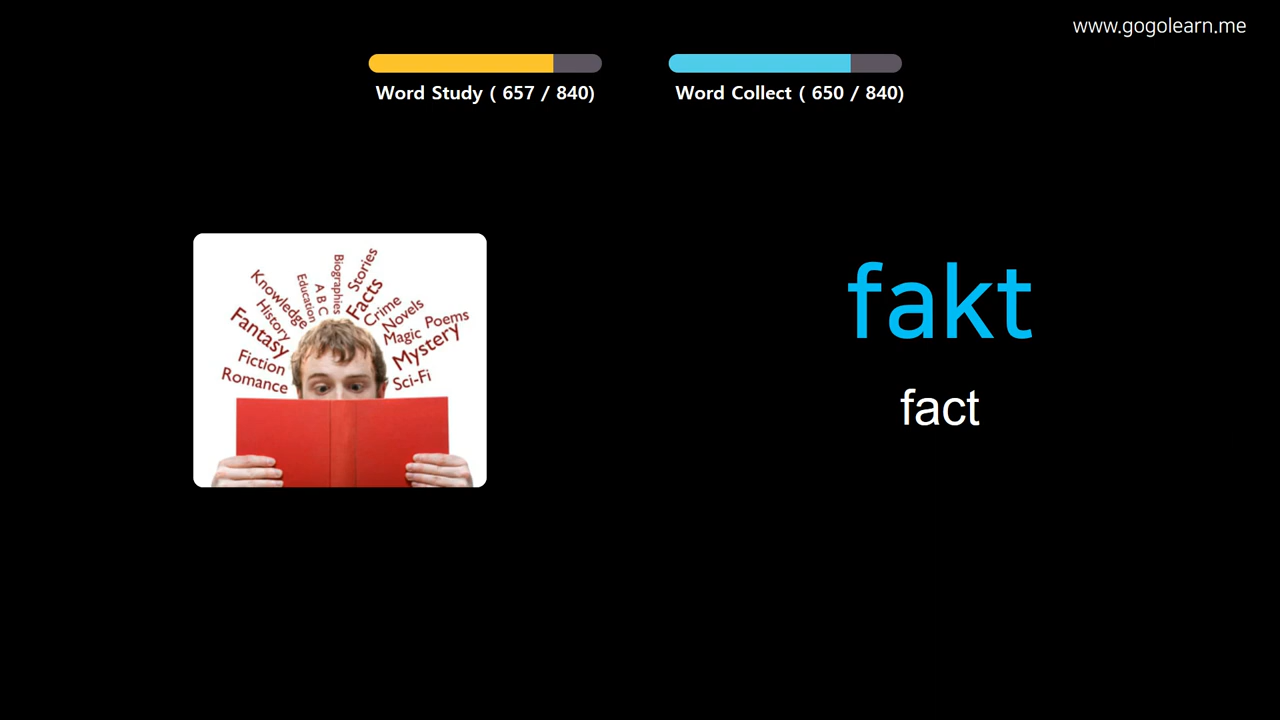 www.gogolearn.me
Word Study ( 657 / 840)
Word Collect ( 650 / 840)
Knowledge
History
Fantasy
Fiction
Romance
Education
A B C
Biographies
Stories
Facts
Crime
Novels
Magic
Poems
Mystery
Sci-Fi
fakt
fact